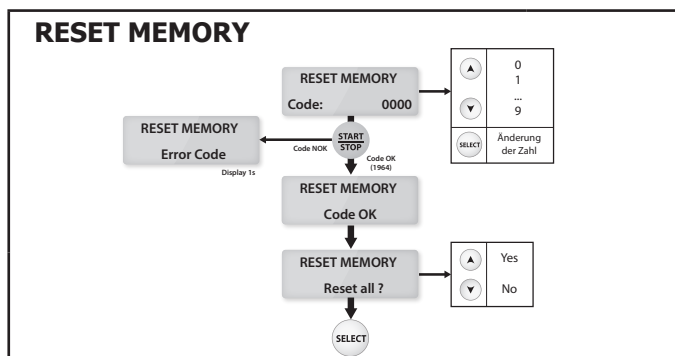 RESET MEMORY
RESET MEMORY
Code: 0000
0
1
...
9
SELECT
Änderung
der Zahl
START
STOP
Code NOK
RESET MEMORY
Error Code
Display 1s
Code OK
(1964)
RESET MEMORY
Code OK
RESET MEMORY
Reset all ?
Yes
No
SELECT